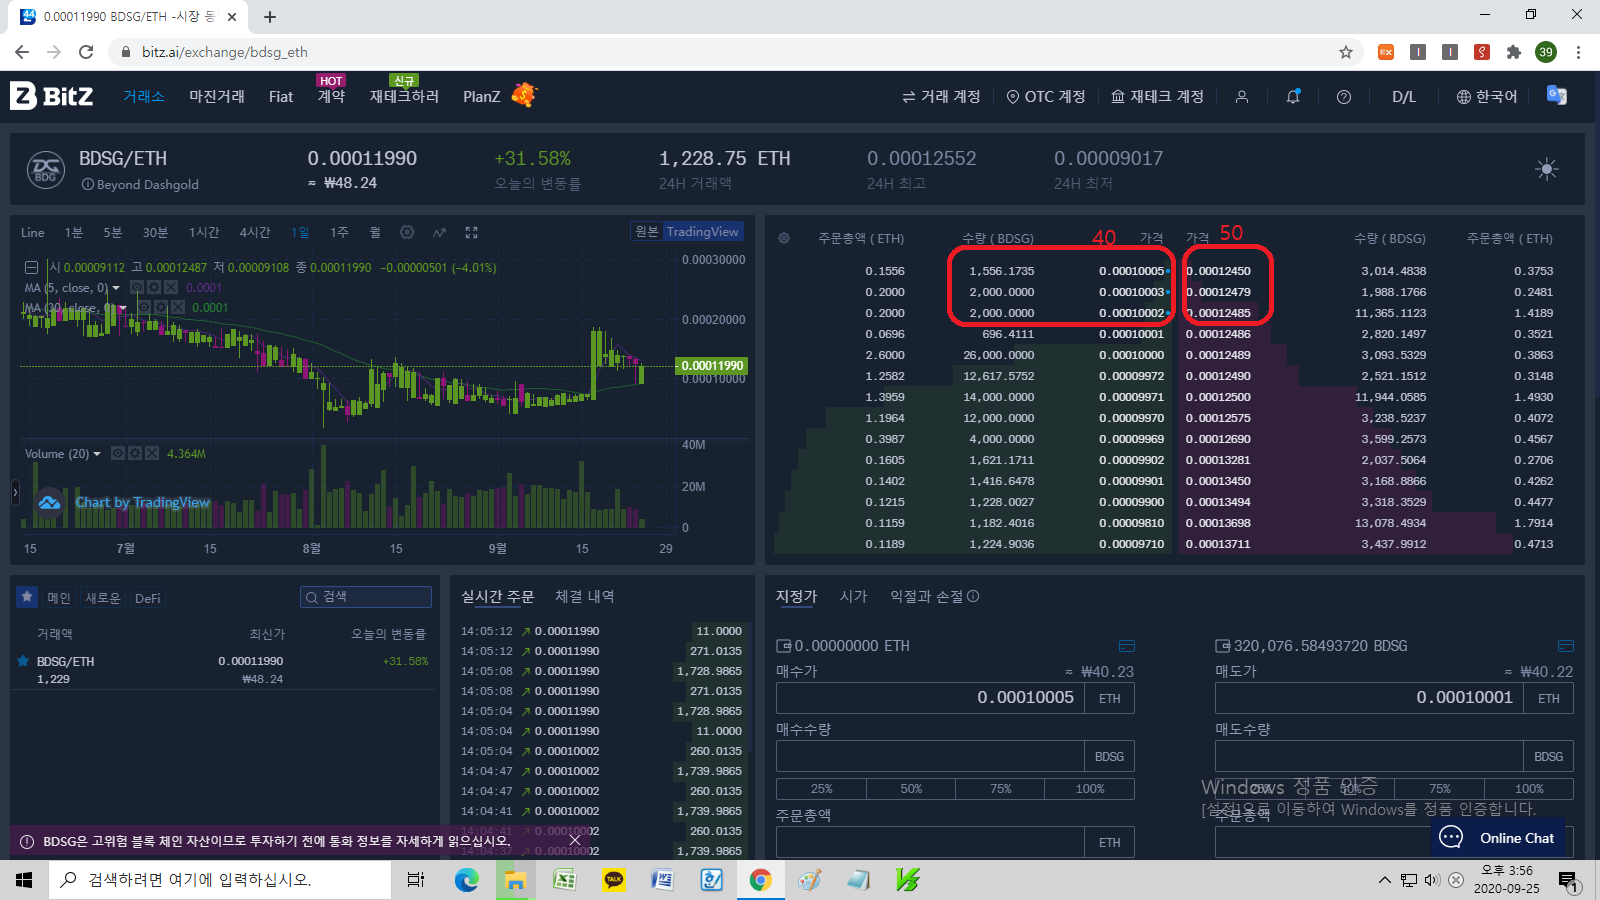 0.00011990 BDSG/ETH -시장 동
bitz.ai/exchange/bdsg_eth
39
BitZ 거래소 마진거래 Fiat HOT 계약 신규 재테크하러 PlanZ 거래 계정 OTC 계정 재테크 계정 D/L 한국어
BDSG/ETH 0.00011990 +31.58% 1,228.75 ETH 0.00012552 0.00009017
Beyond Dashgold ≈ ₩48.24 오늘의 변동률 24H 거래액 24H 최고 24H 최저
Line 1분 5분 30분 1시간 4시간 1일 1주 월 원본 TradingView
시 0.00009112 고 0.00012487 저 0.00009108 종 0.00011990 −0.00000501 (−4.01%)
MA (5, close, 0) 0.0001
MA (30, close, 0) 0.0001
0.00030000
0.00020000
0.00011990
0.00010000
Volume (20) 4.364M
40M
20M
0
Chart by TradingView
15 7월 15 8월 15 9월 15 29
40 50
주문총액 ( ETH) 수량 ( BDSG) 가격 가격 수량 ( BDSG) 주문총액 ( ETH)
0.1556 1,556.1735 0.00010005 0.00012450 3,014.4838 0.3753
0.2000 2,000.0000 0.00010003 0.00012479 1,988.1766 0.2481
0.2000 2,000.0000 0.00010002 0.00012485 11,365.1123 1.4189
0.0696 696.4111 0.00010001 0.00012486 2,820.1497 0.3521
2.6000 26,000.0000 0.00010000 0.00012489 3,093.5329 0.3863
1.2582 12,617.5752 0.00009972 0.00012490 2,521.1512 0.3148
1.3959 14,000.0000 0.00009971 0.00012500 11,944.0585 1.4930
1.1964 12,000.0000 0.00009970 0.00012575 3,238.5237 0.4072
0.3987 4,000.0000 0.00009969 0.00012690 3,599.2573 0.4567
0.1605 1,621.1711 0.00009902 0.00013281 2,037.5064 0.2706
0.1402 1,416.6478 0.00009901 0.00013450 3,168.8866 0.4262
0.1215 1,228.0027 0.00009900 0.00013494 3,318.3529 0.4477
0.1159 1,182.4016 0.00009810 0.00013698 13,078.4934 1.7914
0.1189 1,224.9036 0.00009710 0.00013711 3,437.9912 0.4713
메인 새로운 DeFi 검색
거래액 최신가 오늘의 변동률
BDSG/ETH 0.00011990 +31.58%
1,229 ₩48.24
실시간 주문 체결 내역
14:05:12 0.00011990 11.0000
14:05:12 0.00011990 271.0135
14:05:08 0.00011990 1,728.9865
14:05:08 0.00011990 271.0135
14:05:04 0.00011990 1,728.9865
14:05:04 0.00011990 11.0000
14:05:04 0.00010002 260.0135
14:04:47 0.00010002 1,739.9865
14:04:47 0.00010002 260.0135
14:04:41 0.00010002 1,739.9865
14:04:41 0.00010002 260.0135
14:04:37 0.00010002 1,739.9865
BDSG은 고위험 블록 체인 자산이므로 투자하기 전에 통화 정보를 자세하게 읽으십시오.
지정가 시가 익절과 손절
0.00000000 ETH
매수가 ≈ ₩40.23
0.00010005 ETH
매수수량
BDSG
25% 50% 75% 100%
주문총액
ETH
320,076.58493720 BDSG
매도가 ≈ ₩40.22
0.00010001 ETH
매도수량
BDSG
25% 50% 75% 100%
주문총액
Windows 정품 인증
[설정]으로 이동하여 Windows를 정품 인증합니다.
Online Chat
검색하려면 여기에 입력하십시오.
TALK
오후 3:56
2020-09-25
1